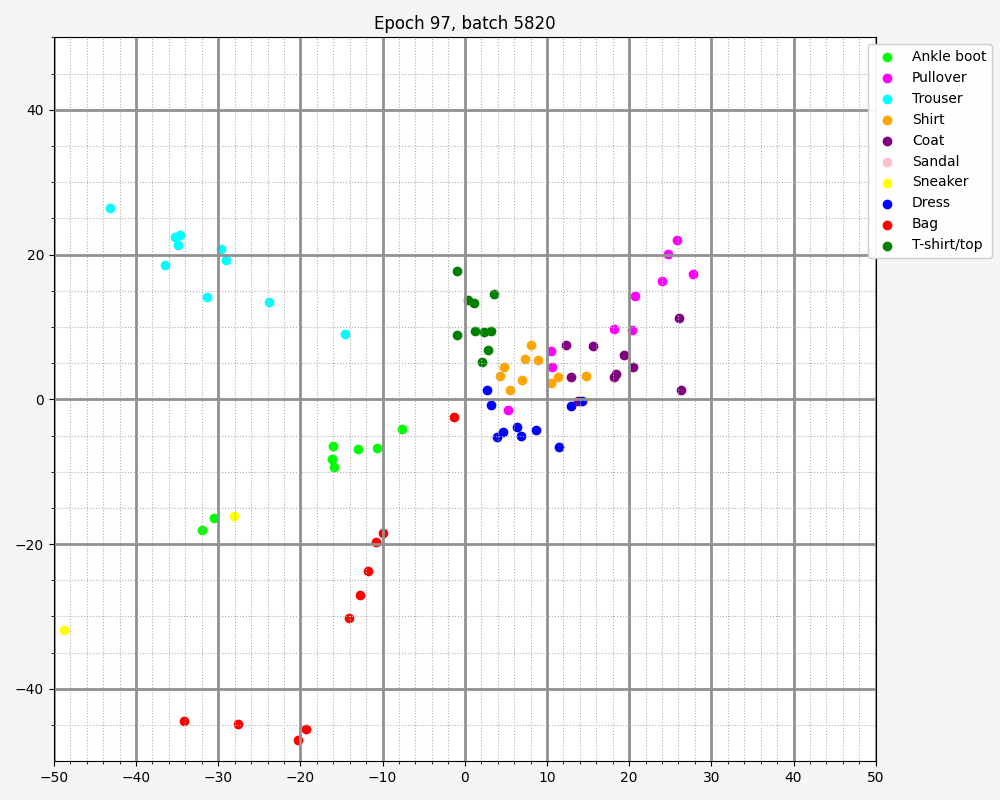 Epoch 97, batch 5820
Ankle boot
Pullover
Trouser
Shirt
Coat
Sandal
Sneaker
Dress
Bag
T-shirt/top
40
20
0
−20
−40
−50
−40
−30
−20
−10
0
10
20
30
40
50